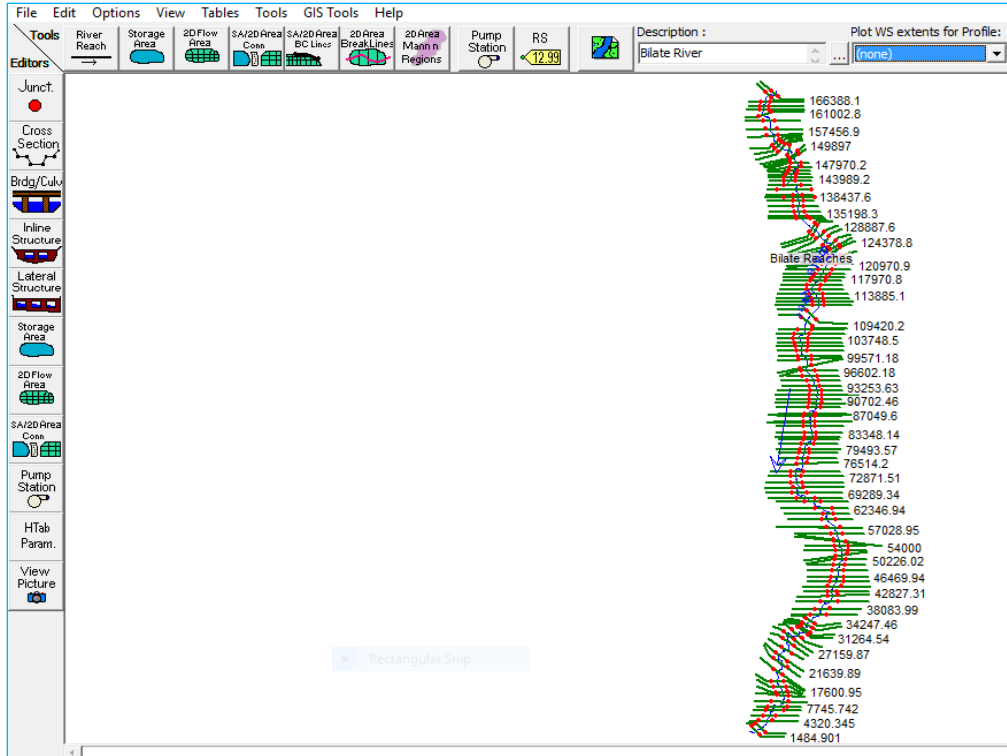 File Edit Options View Tables Tools GIS Tools Help
Tools
Editors
River
Reach
Storage
Area
2D Flow
Area
SA/2D Area
Conn
SA/2D Area
BC Lines
2D Area
BreakLines
2D Area
Mann n
Regions
Pump
Station
RS
12.99
Description :
Bilate River
...
Plot WS extents for Profile:
(none)
Junct.
Cross
Section
Brdg/Culv
Inline
Structure
Lateral
Structure
Storage
Area
2D Flow
Area
SA/2D Area
Conn
Pump
Station
HTab
Param.
View
Picture
166388.1
161002.8
157456.9
149897
147970.2
143989.2
138437.6
135198.3
128887.6
124378.8
Bilate Reaches
120970.9
117970.8
113885.1
109420.2
103748.5
99571.18
96602.18
93253.63
90702.46
87049.6
83348.14
79493.57
76514.2
72871.51
69289.34
62346.94
57028.95
54000
50226.02
46469.94
42827.31
38083.99
34247.46
31264.54
27159.87
21639.89
17600.95
7745.742
4320.345
1484.901
Rectangular Snip